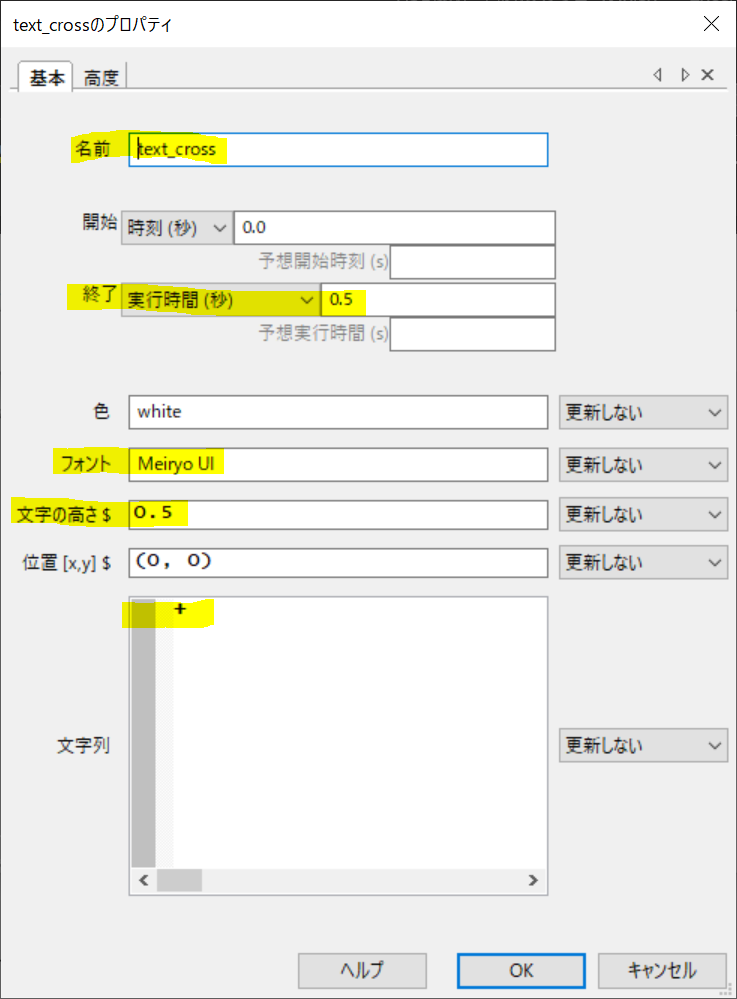 text_crossのプロパティ
基本 高度
名前 text_cross
開始 時刻 (秒) 0.0
予想開始時刻 (s)
終了 実行時間 (秒) 0.5
予想実行時間 (s)
色 white 更新しない
フォント Meiryo UI 更新しない
文字の高さ $ 0.5 更新しない
位置 [x,y] $ (0, 0) 更新しない
+
文字列 更新しない
ヘルプ OK キャンセル